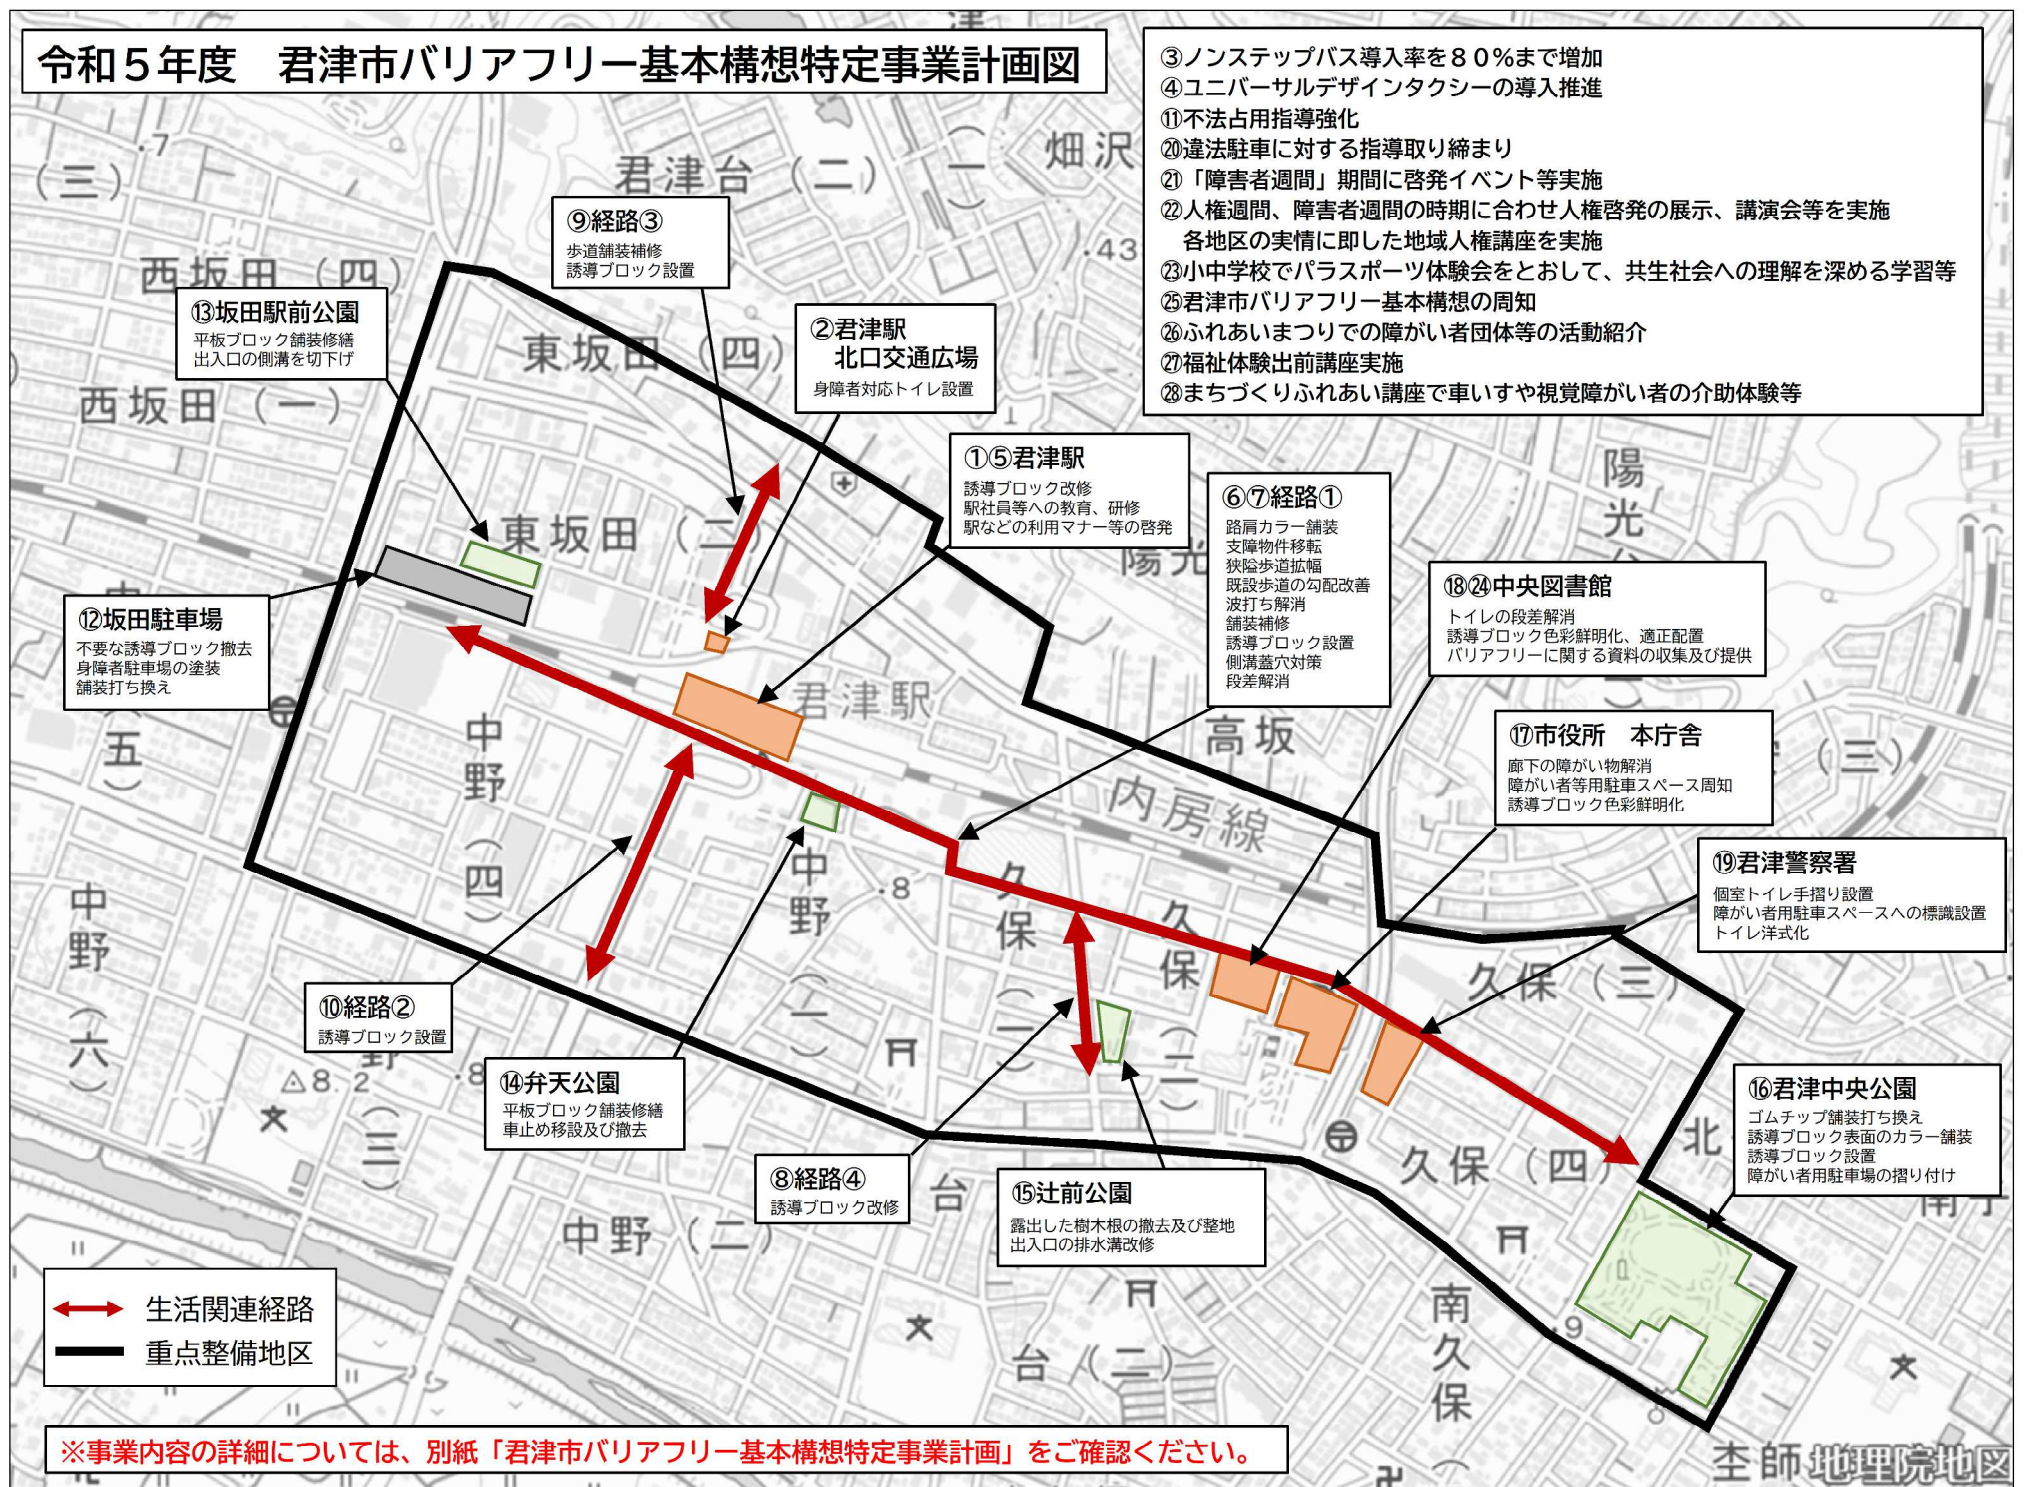 令和５年度　君津市バリアフリー基本構想特定事業計画図
③ノンステップバス導入率を８０％まで増加
④ユニバーサルデザインタクシーの導入推進
⑪不法占用指導強化
⑳違法駐車に対する指導取り締まり
㉑「障害者週間」期間に啓発イベント等実施
㉒人権週間、障害者週間の時期に合わせ人権啓発の展示、講演会等を実施
各地区の実情に即した地域人権講座を実施
㉓小中学校でパラスポーツ体験会をとおして、共生社会への理解を深める学習等
㉕君津市バリアフリー基本構想の周知
㉖ふれあいまつりでの障がい者団体等の活動紹介
㉗福祉体験出前講座実施
㉘まちづくりふれあい講座で車いすや視覚障がい者の介助体験等
⑨経路③
歩道舗装補修
誘導ブロック設置
⑬坂田駅前公園
平板ブロック舗装修繕
出入口の側溝を切下げ
②君津駅
北口交通広場
身障者対応トイレ設置
①⑤君津駅
誘導ブロック改修
駅社員等への教育、研修
駅などの利用マナー等の啓発
⑥⑦経路①
路肩カラー舗装
支障物件移転
狭隘歩道拡幅
既設歩道の勾配改善
波打ち解消
舗装補修
誘導ブロック設置
側溝蓋穴対策
段差解消
⑱㉔中央図書館
トイレの段差解消
誘導ブロック色彩鮮明化、適正配置
バリアフリーに関する資料の収集及び提供
⑫坂田駐車場
不要な誘導ブロック撤去
身障者駐車場の塗装
舗装打ち換え
⑰市役所　本庁舎
廊下の障がい物解消
障がい者等用駐車スペース周知
誘導ブロック色彩鮮明化
⑲君津警察署
個室トイレ手摺り設置
障がい者用駐車スペースへの標識設置
トイレ洋式化
⑩経路②
誘導ブロック設置
⑭弁天公園
平板ブロック舗装修繕
車止め移設及び撤去
⑧経路④
誘導ブロック改修
⑮辻前公園
露出した樹木根の撤去及び整地
出入口の排水溝改修
⑯君津中央公園
ゴムチップ舗装打ち換え
誘導ブロック表面のカラー舗装
誘導ブロック設置
障がい者用駐車場の摺り付け
生活関連経路
重点整備地区
※事業内容の詳細については、別紙「君津市バリアフリー基本構想特定事業計画」をご確認ください。
君津台（二）
畑沢
（三）
西坂田（四）
西坂田（一）
東坂田（四）
東坂田（二）
君津駅
高坂
内房線
中野（四）
中野（一）
中野（六）
中野（二）
久保（一）
久保（二）
久保（三）
久保（四）
南久保（
台（二）
8.2
地理院地図